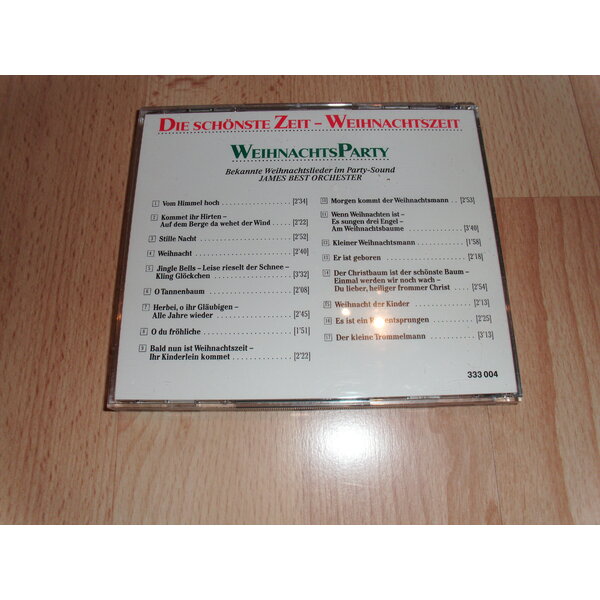 DIE SCHÖNSTE ZEIT – WEIHNACHTSZEIT
WEIHNACHTSPARTY
Bekannte Weihnachtslieder im Party-Sound
JAMES BEST ORCHESTER
1 Vom Himmel hoch [2'34]
2 Kommet ihr Hirten –
Auf dem Berge da wehet der Wind [2'22]
3 Stille Nacht [2'52]
4 Weihnacht [2'40]
5 Jingle Bells – Leise rieselt der Schnee –
Kling Glöckchen [3'32]
6 O Tannenbaum [2'08]
7 Herbei, o ihr Gläubigen –
Alle Jahre wieder [2'45]
8 O du fröhliche [1'51]
9 Bald nun ist Weihnachtszeit –
Ihr Kinderlein kommet [2'22]
10 Morgen kommt der Weihnachtsmann [2'53]
11 Wenn Weihnachten ist –
Es sungen drei Engel –
Am Weihnachtsbaume [3'40]
12 Kleiner Weihnachtsmann [1'58]
13 Er ist geboren [2'18]
14 Der Christbaum ist der schönste Baum –
Einmal werden wir noch wach –
Du lieber, heiliger frommer Christ [2'54]
15 Weihnacht der Kinder [2'13]
16 Es ist ein entsprungen [2'25]
17 Der kleine Trommelmann [3'13]
333 004